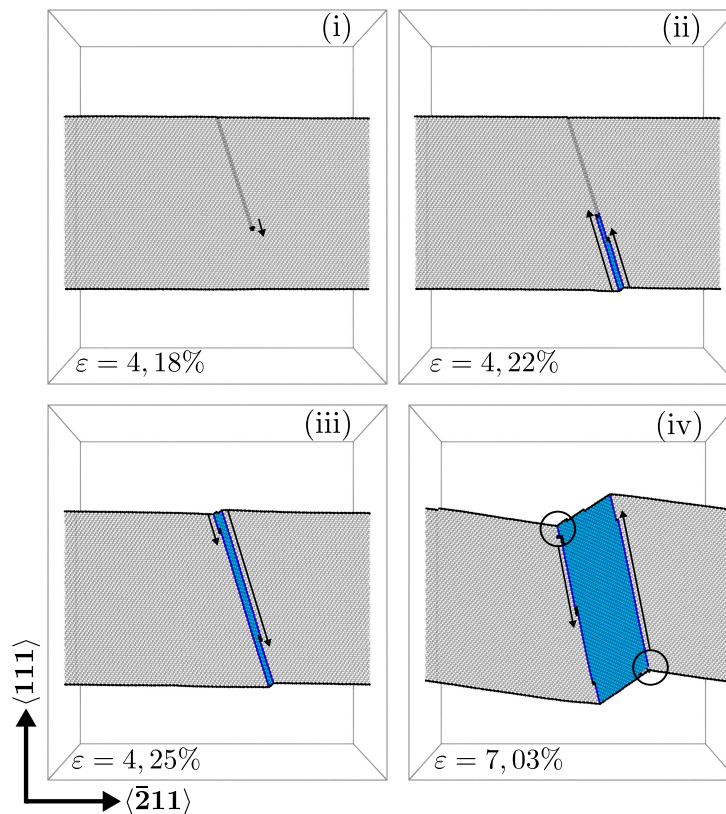 (i)
(ii)
ε = 4, 18%
ε = 4, 22%
(iii)
(iv)
ε = 4, 25%
ε = 7, 03%
⟨111⟩
⟨2̅11⟩